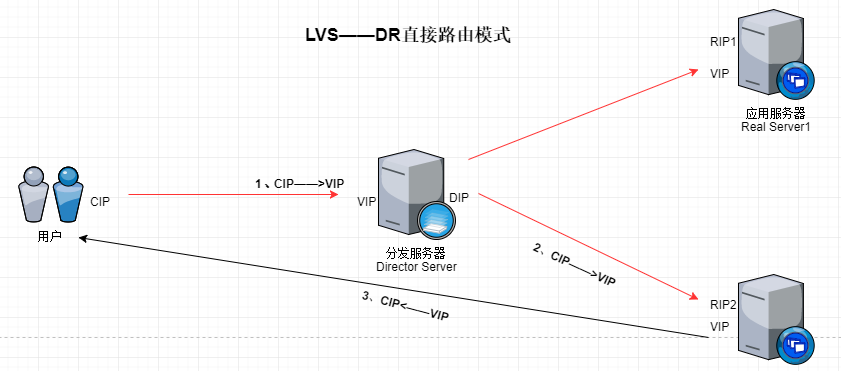 LVS——DR直接路由模式
RIP1
VIP
应用服务器
Real Server1
1、CIP——>VIP
CIP
用户
VIP
DIP
分发服务器
Director Server
2、CIP——>VIP
3、CIP<——VIP
RIP2
VIP